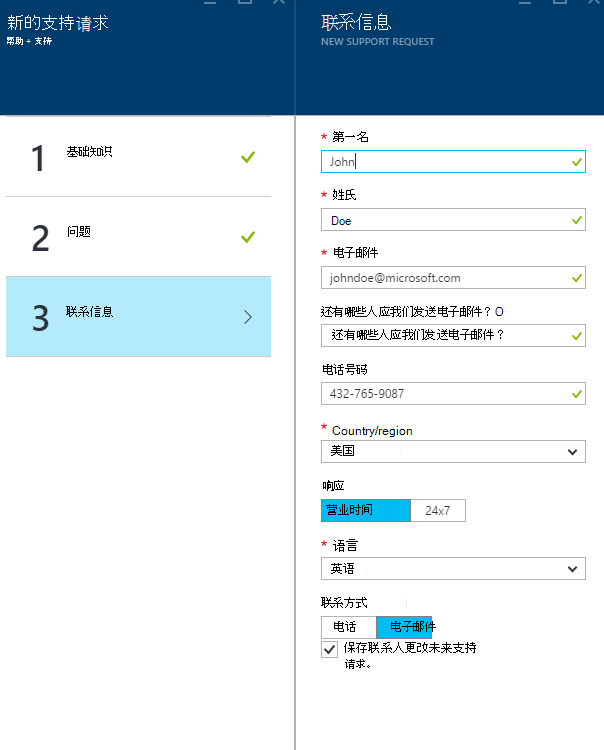 新的支持请求
帮助 + 支持
1 基础知识
2 问题
3 联系信息
联系信息
NEW SUPPORT REQUEST
* 第一名
John
* 姓氏
Doe
* 电子邮件
johndoe@microsoft.com
还有哪些人应我们发送电子邮件？O
还有哪些人应我们发送电子邮件？
电话号码
432-765-9087
* Country/region
美国
响应
营业时间 24x7
* 语言
英语
联系方式
电话 电子邮件
保存联系人更改未来支持
请求。